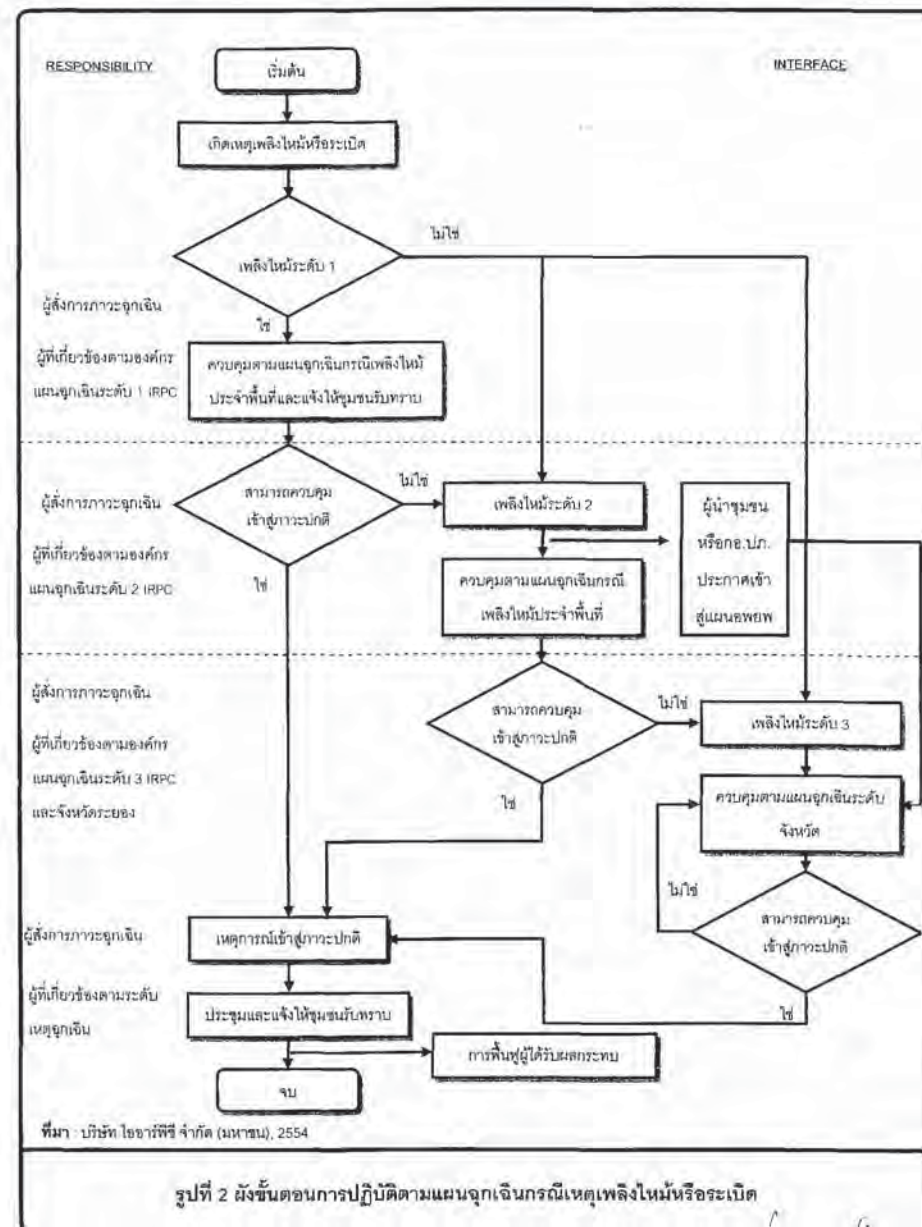 RESPONSIBILITY
INTERFACE
เริ่มต้น
เกิดเหตุเพลิงไหม้หรือระเบิด
เพลิงไหม้ระดับ 1
ไม่ใช่
ใช่
ผู้สั่งการภาวะฉุกเฉิน
ผู้ที่เกี่ยวข้องตามองค์กร
แผนฉุกเฉินระดับ 1 IRPC
ควบคุมตามแผนฉุกเฉินกรณีเพลิงไหม้
ประจำพื้นที่และแจ้งให้ชุมชนรับทราบ
ผู้สั่งการภาวะฉุกเฉิน
ผู้ที่เกี่ยวข้องตามองค์กร
แผนฉุกเฉินระดับ 2 IRPC
สามารถควบคุม
เข้าสู่ภาวะปกติ
ไม่ใช่
ใช่
เพลิงไหม้ระดับ 2
ควบคุมตามแผนฉุกเฉินกรณี
เพลิงไหม้ประจำพื้นที่
ผู้นำชุมชน
หรือกอ.ปภ.
ประกาศเข้า
สู่แผนอพยพ
ผู้สั่งการภาวะฉุกเฉิน
ผู้ที่เกี่ยวข้องตามองค์กร
แผนฉุกเฉินระดับ 3 IRPC
และจังหวัดระยอง
สามารถควบคุม
เข้าสู่ภาวะปกติ
ไม่ใช่
ใช่
เพลิงไหม้ระดับ 3
ควบคุมตามแผนฉุกเฉินระดับ
จังหวัด
ไม่ใช่
สามารถควบคุม
เข้าสู่ภาวะปกติ
ใช่
ผู้สั่งการภาวะฉุกเฉิน
เหตุการณ์เข้าสู่ภาวะปกติ
ผู้ที่เกี่ยวข้องตามระดับ
เหตุฉุกเฉิน
ประชุมและแจ้งให้ชุมชนรับทราบ
การฟื้นฟูผู้ได้รับผลกระทบ
จบ
ที่มา : บริษัท ไออาร์พีซี จำกัด (มหาชน), 2554
รูปที่ 2 ผังขั้นตอนการปฏิบัติตามแผนฉุกเฉินกรณีเหตุเพลิงไหม้หรือระเบิด